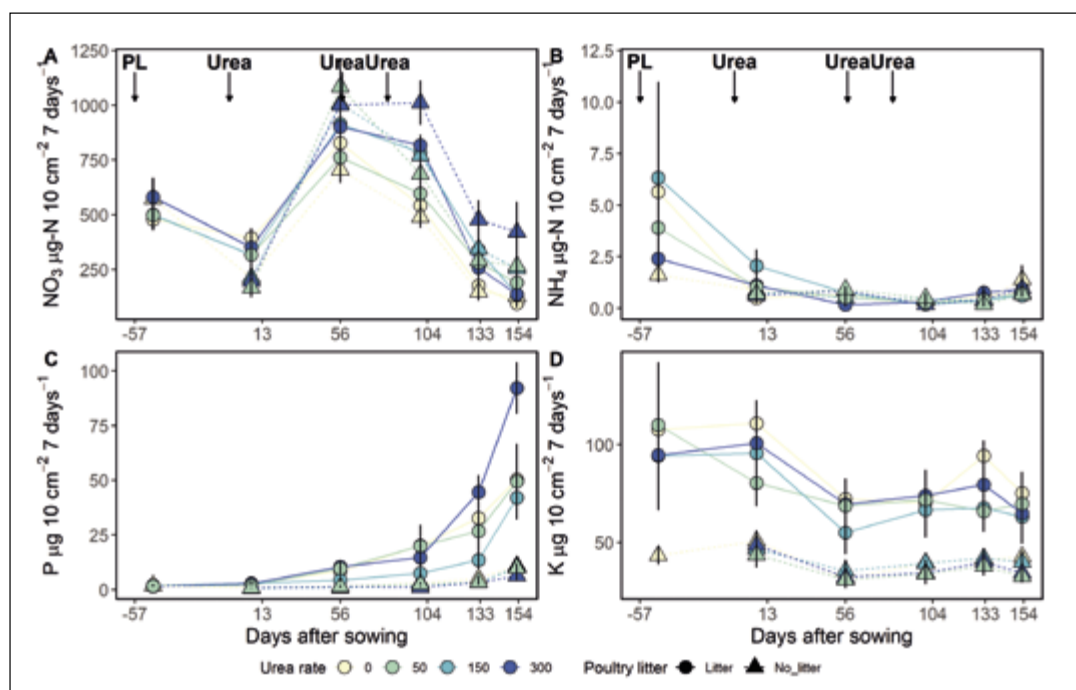 A
PL Urea Urea Urea
NO₃ µg-N 10 cm⁻² 7 days⁻¹
1250
1000
750
500
250
-57 13 56 104 133 154
B
PL Urea Urea Urea
NH₄ µg-N 10 cm⁻² 7 days⁻¹
12.5
10.0
7.5
5.0
2.5
0.0
-57 13 56 104 133 154
C
P µg 10 cm⁻² 7 days⁻¹
100
75
50
25
0
-57 13 56 104 133 154
Days after sowing
D
K µg 10 cm⁻² 7 days⁻¹
100
50
-57 13 56 104 133 154
Days after sowing
Urea rate 0 50 150 300 Poultry litter Litter No_litter